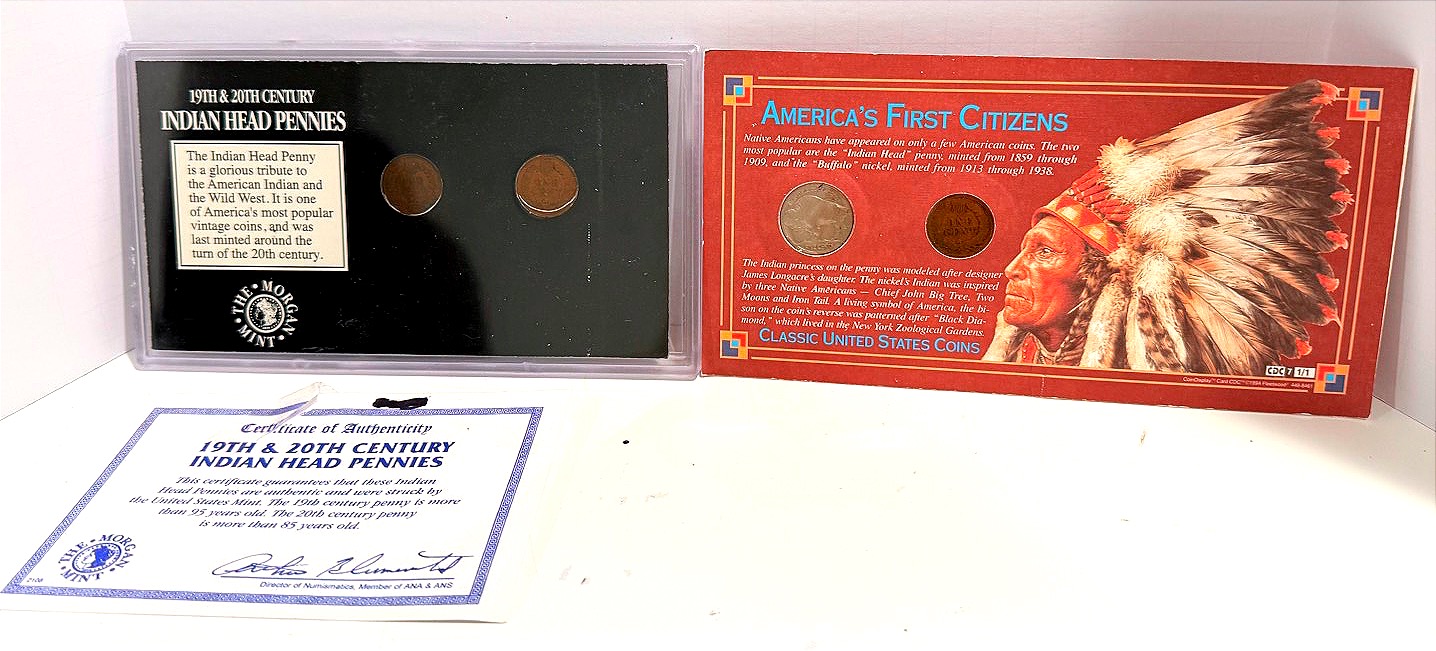 19TH & 20TH CENTURY
INDIAN HEAD PENNIES
The Indian Head Penny
is a glorious tribute to
the American Indian and
the Wild West. It is one
of America's most popular
vintage coins, and was
last minted around the
turn of the 20th century.
THE • MORGAN • MINT •
AMERICA'S FIRST CITIZENS
Native Americans have appeared on only a few American coins. The two
most popular are the "Indian Head" penny, minted from 1859 through
1909, and the "Buffalo" nickel, minted from 1913 through 1938.
ONE
CENT
The Indian princess on the penny was modeled after designer
James Longacre's daughter. The nickel's Indian was inspired
by three Native Americans — Chief John Big Tree, Two
Moons and Iron Tail. A living symbol of America, the Bi-
son on the coin's reverse was patterned after "Black Dia-
mond," which lived in the New York Zoological Gardens.
CLASSIC UNITED STATES COINS
CDC 7 1/1
CoinDisplay™ Card CDC™ ©1994 Fleetwood
Certificate of Authenticity
19TH & 20TH CENTURY
INDIAN HEAD PENNIES
This certificate guarantees that these Indian
Head Pennies are authentic and were struck by
the United States Mint. The 19th century penny is more
than 95 years old. The 20th century penny
is more than 85 years old.
THE • MORGAN • MINT •
2108
Director of Numismatics, Member of ANA & ANS